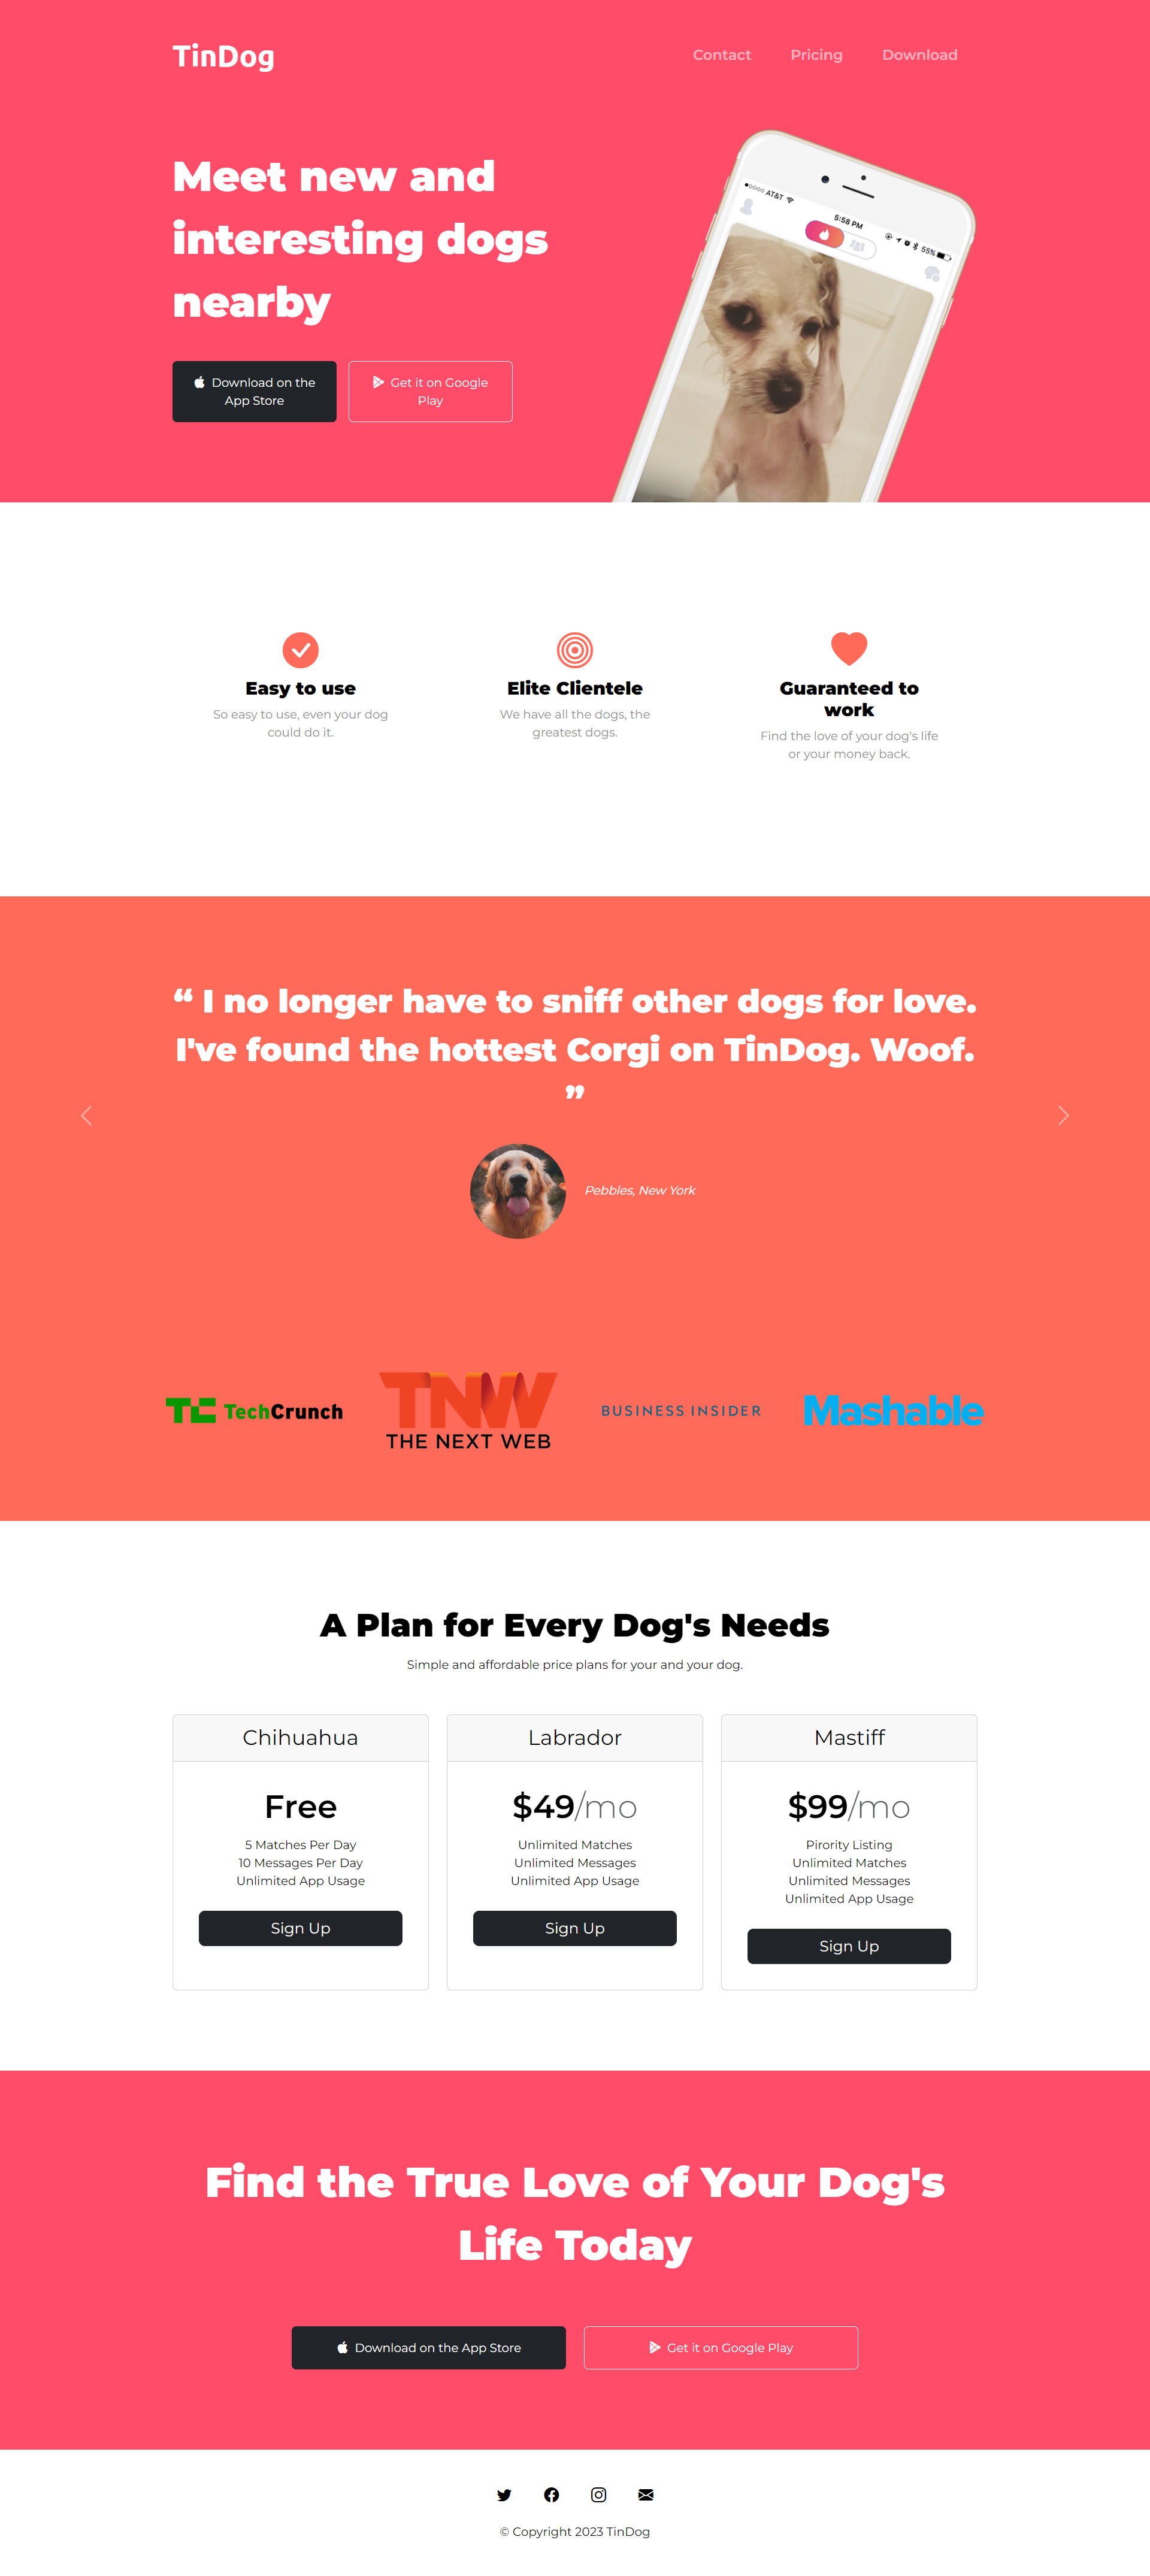 TinDog
Contact Pricing Download
Meet new and
interesting dogs
nearby
Download on the
App Store
Get it on Google
Play
●○○○○ AT&T
5:58 PM
55%
Easy to use
So easy to use, even your dog
could do it.
Elite Clientele
We have all the dogs, the
greatest dogs.
Guaranteed to
work
Find the love of your dog's life
or your money back.
“ I no longer have to sniff other dogs for love.
I've found the hottest Corgi on TinDog. Woof.
”
Pebbles, New York
TC TechCrunch
TNW
THE NEXT WEB
BUSINESS INSIDER
Mashable
A Plan for Every Dog's Needs
Simple and affordable price plans for your and your dog.
Chihuahua
Free
5 Matches Per Day
10 Messages Per Day
Unlimited App Usage
Sign Up
Labrador
$49/mo
Unlimited Matches
Unlimited Messages
Unlimited App Usage
Sign Up
Mastiff
$99/mo
Pirority Listing
Unlimited Matches
Unlimited Messages
Unlimited App Usage
Sign Up
Find the True Love of Your Dog's
Life Today
Download on the App Store
Get it on Google Play
© Copyright 2023 TinDog